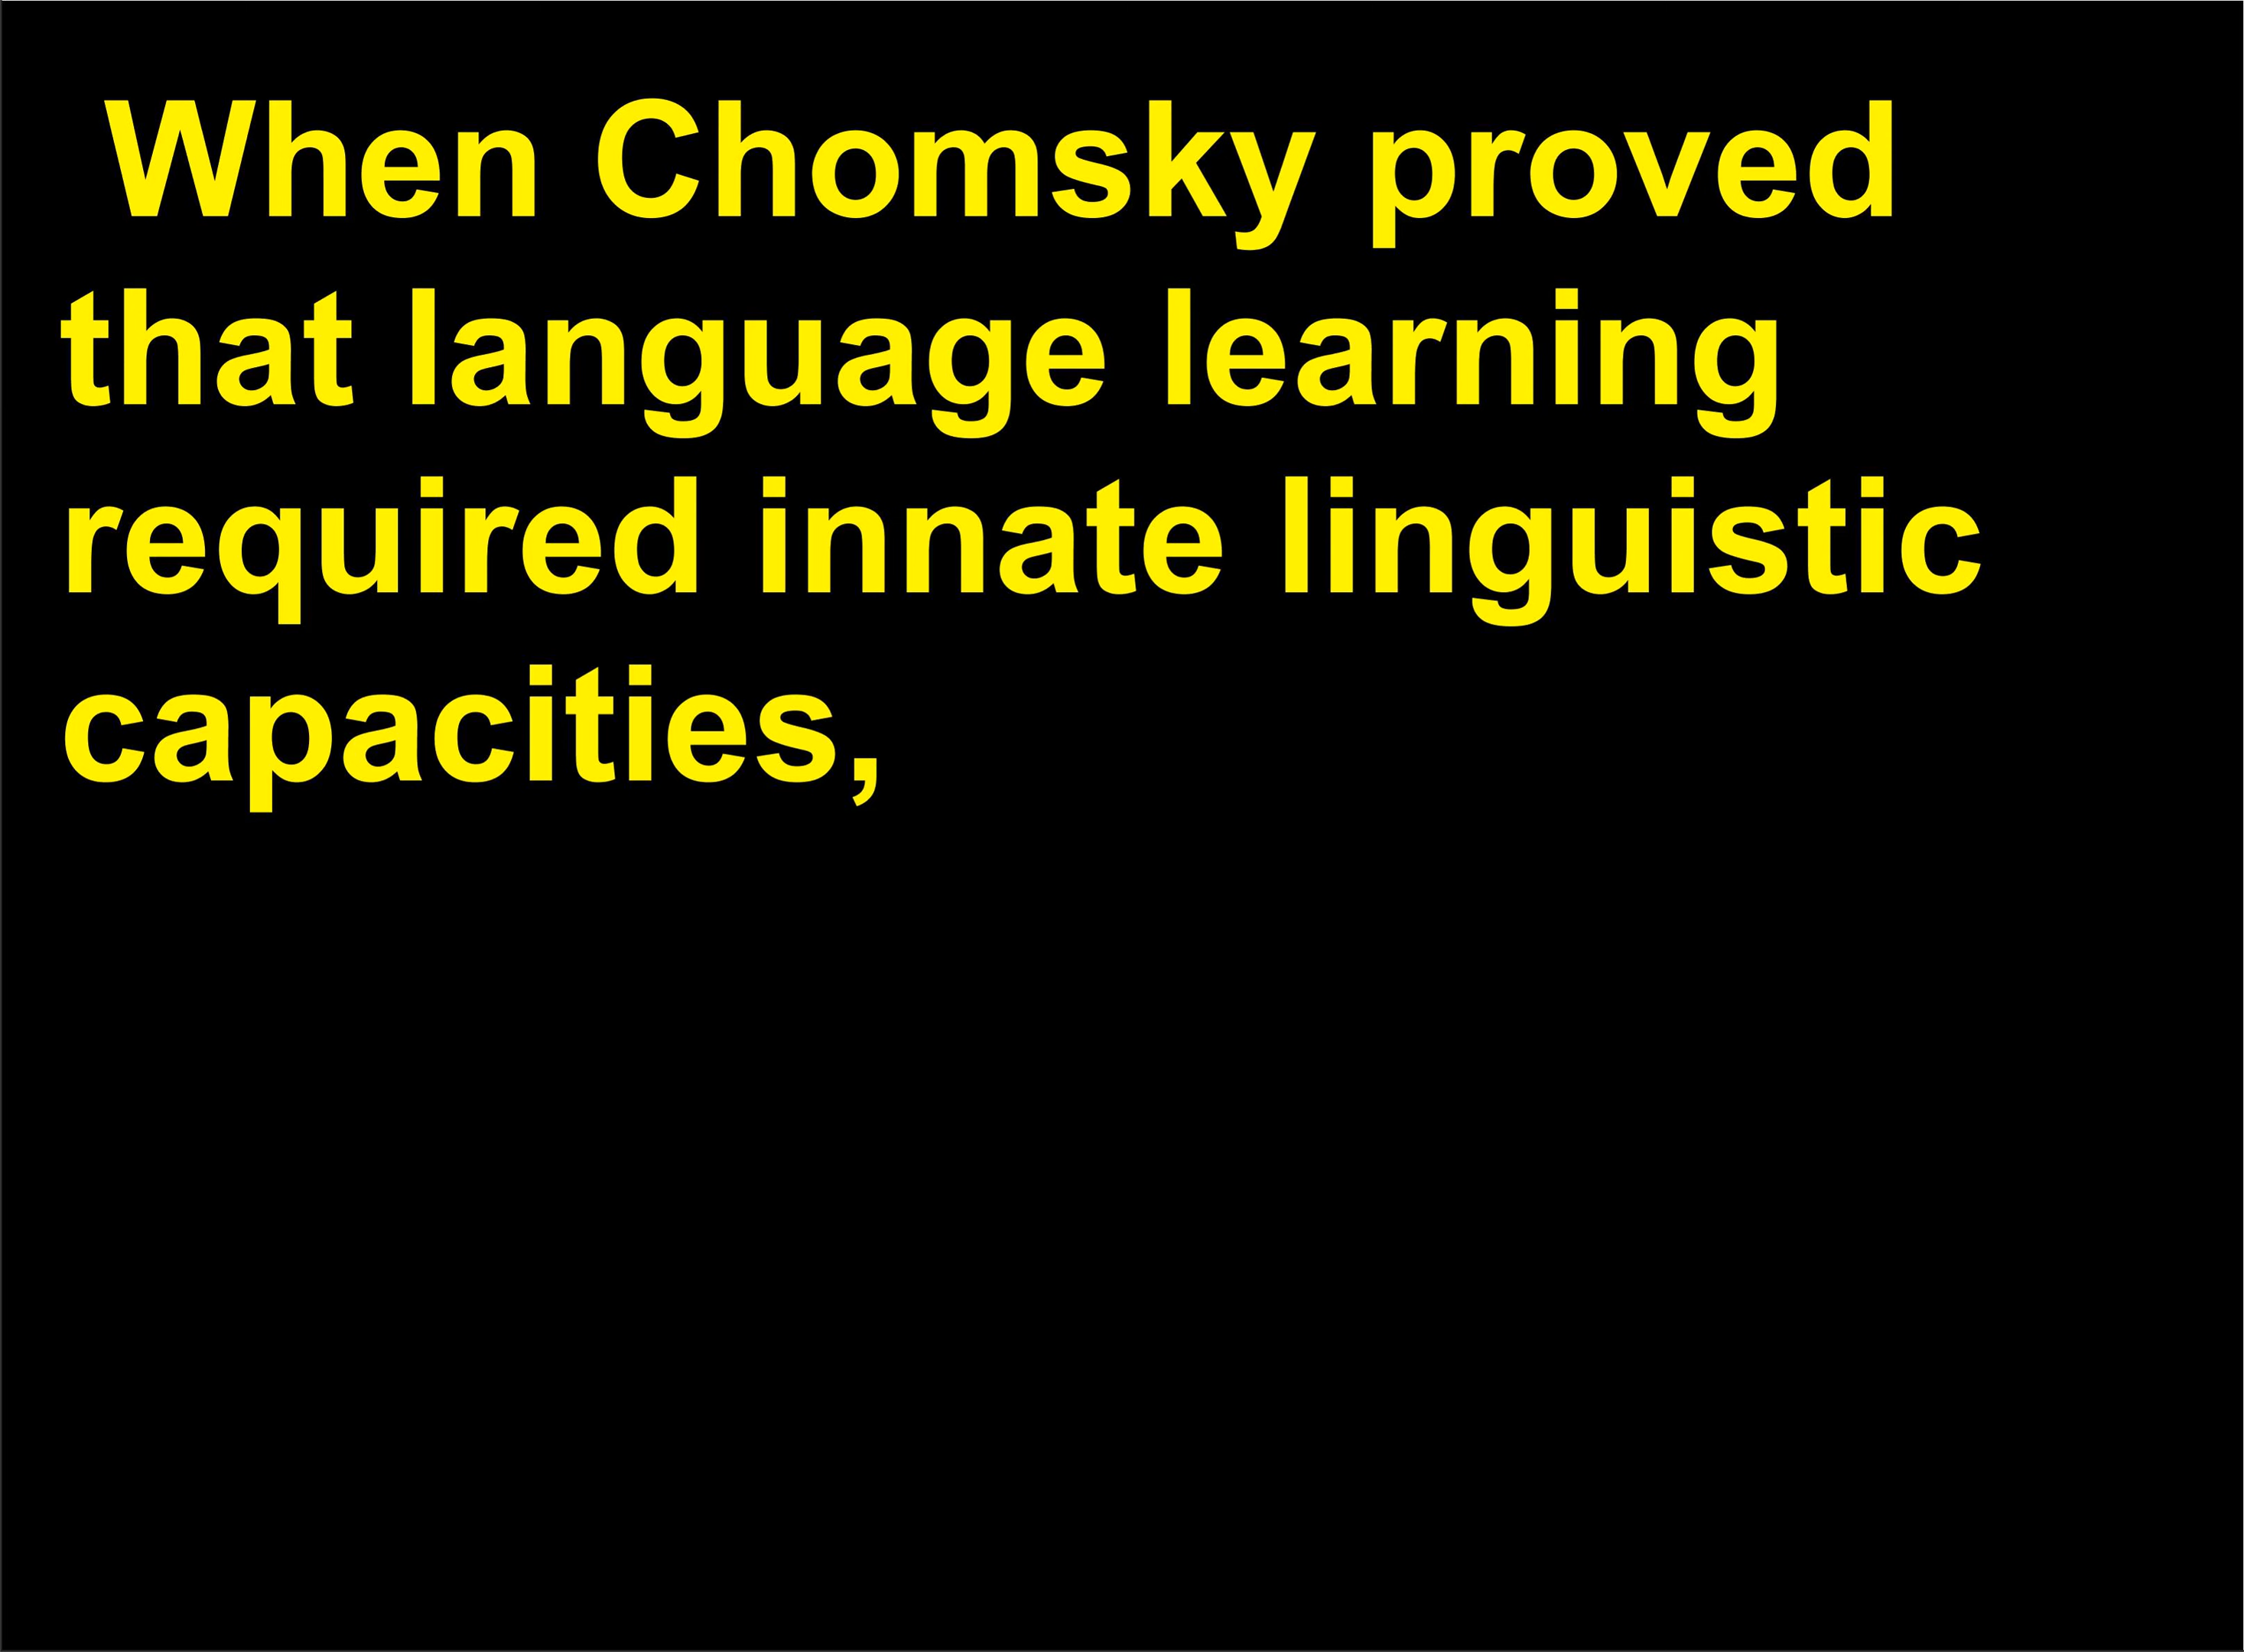 When Chomsky proved
that language learning
required innate linguistic
capacities,